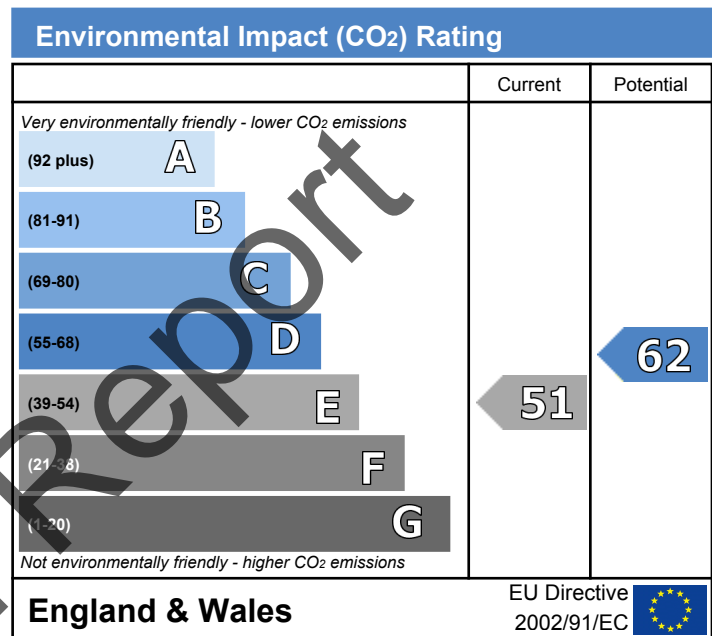 Environmental Impact (CO2) Rating
Current Potential
Very environmentally friendly - lower CO2 emissions
(92 plus) A
(81-91) B
(69-80) C
(55-68) D
62
(39-54) E
51
(21-38) F
(1-20) G
Not environmentally friendly - higher CO2 emissions
England & Wales
EU Directive
2002/91/EC
Report